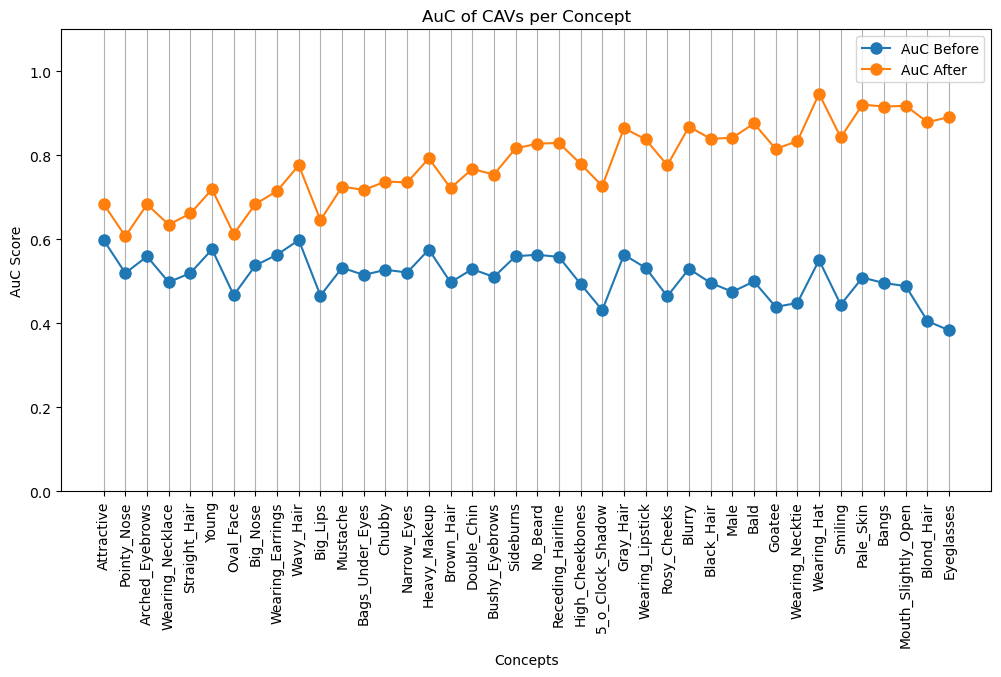 AuC of CAVs per Concept
AuC Before
AuC After
AuC Score
1.0
0.8
0.6
0.4
0.2
0.0
Attractive
Pointy_Nose
Arched_Eyebrows
Wearing_Necklace
Straight_Hair
Young
Oval_Face
Big_Nose
Wearing_Earrings
Wavy_Hair
Big_Lips
Mustache
Bags_Under_Eyes
Chubby
Narrow_Eyes
Heavy_Makeup
Brown_Hair
Double_Chin
Bushy_Eyebrows
Sideburns
No_Beard
Receding_Hairline
High_Cheekbones
5_o_Clock_Shadow
Gray_Hair
Wearing_Lipstick
Rosy_Cheeks
Blurry
Black_Hair
Male
Bald
Goatee
Wearing_Necktie
Wearing_Hat
Smiling
Pale_Skin
Bangs
Mouth_Slightly_Open
Blond_Hair
Eyeglasses
Concepts